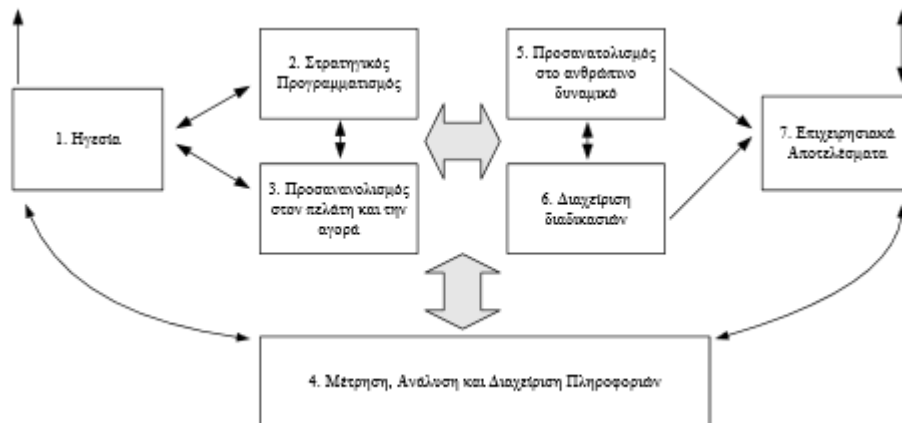 1. Ηγεσία
2. Στρατηγικός
Προγραμματισμός
3. Προσανανολισμός
στον πελάτη και την
αγορά
5. Προσανατολισμός
στο ανθρώπινο
δυναμικό
6. Διαχείριση
διαδικασιών
7. Επιχειρησιακά
Αποτελέσματα
4. Μέτρηση, Ανάλυση και Διαχείριση Πληροφοριών